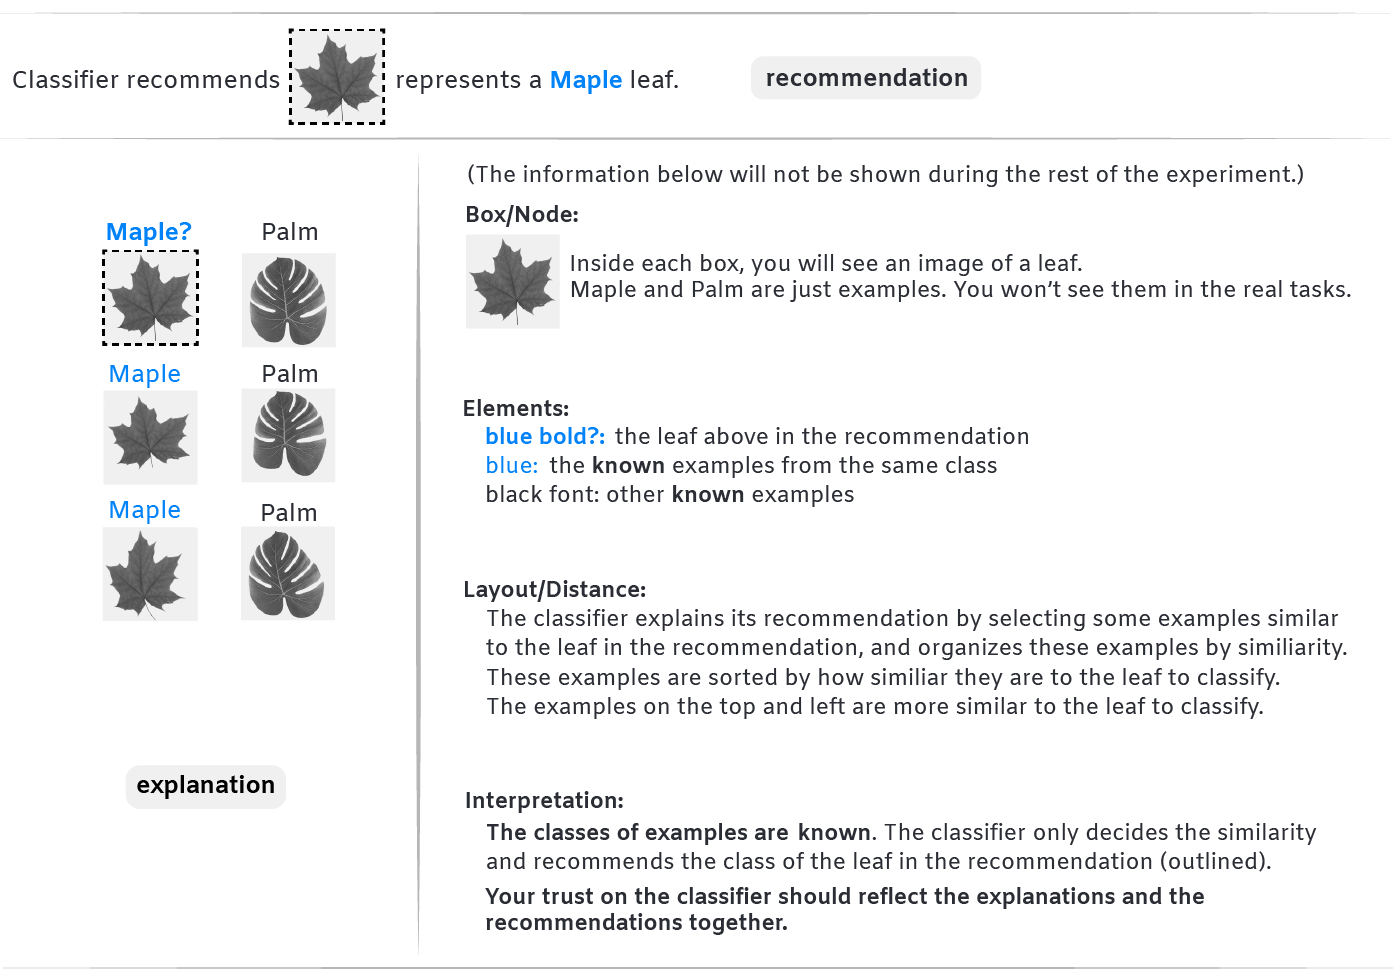 Classifier recommends represents a Maple leaf.
recommendation
Maple? Palm
Maple Palm
Maple Palm
explanation
(The information below will not be shown during the rest of the experiment.)
Box/Node:
Inside each box, you will see an image of a leaf.
Maple and Palm are just examples. You won't see them in the real tasks.
Elements:
blue bold?: the leaf above in the recommendation
blue: the known examples from the same class
black font: other known examples
Layout/Distance:
The classifier explains its recommendation by selecting some examples similar
to the leaf in the recommendation, and organizes these examples by similiarity.
These examples are sorted by how similiar they are to the leaf to classify.
The examples on the top and left are more similar to the leaf to classify.
Interpretation:
The classes of examples are known. The classifier only decides the similarity
and recommends the class of the leaf in the recommendation (outlined).
Your trust on the classifier should reflect the explanations and the
recommendations together.